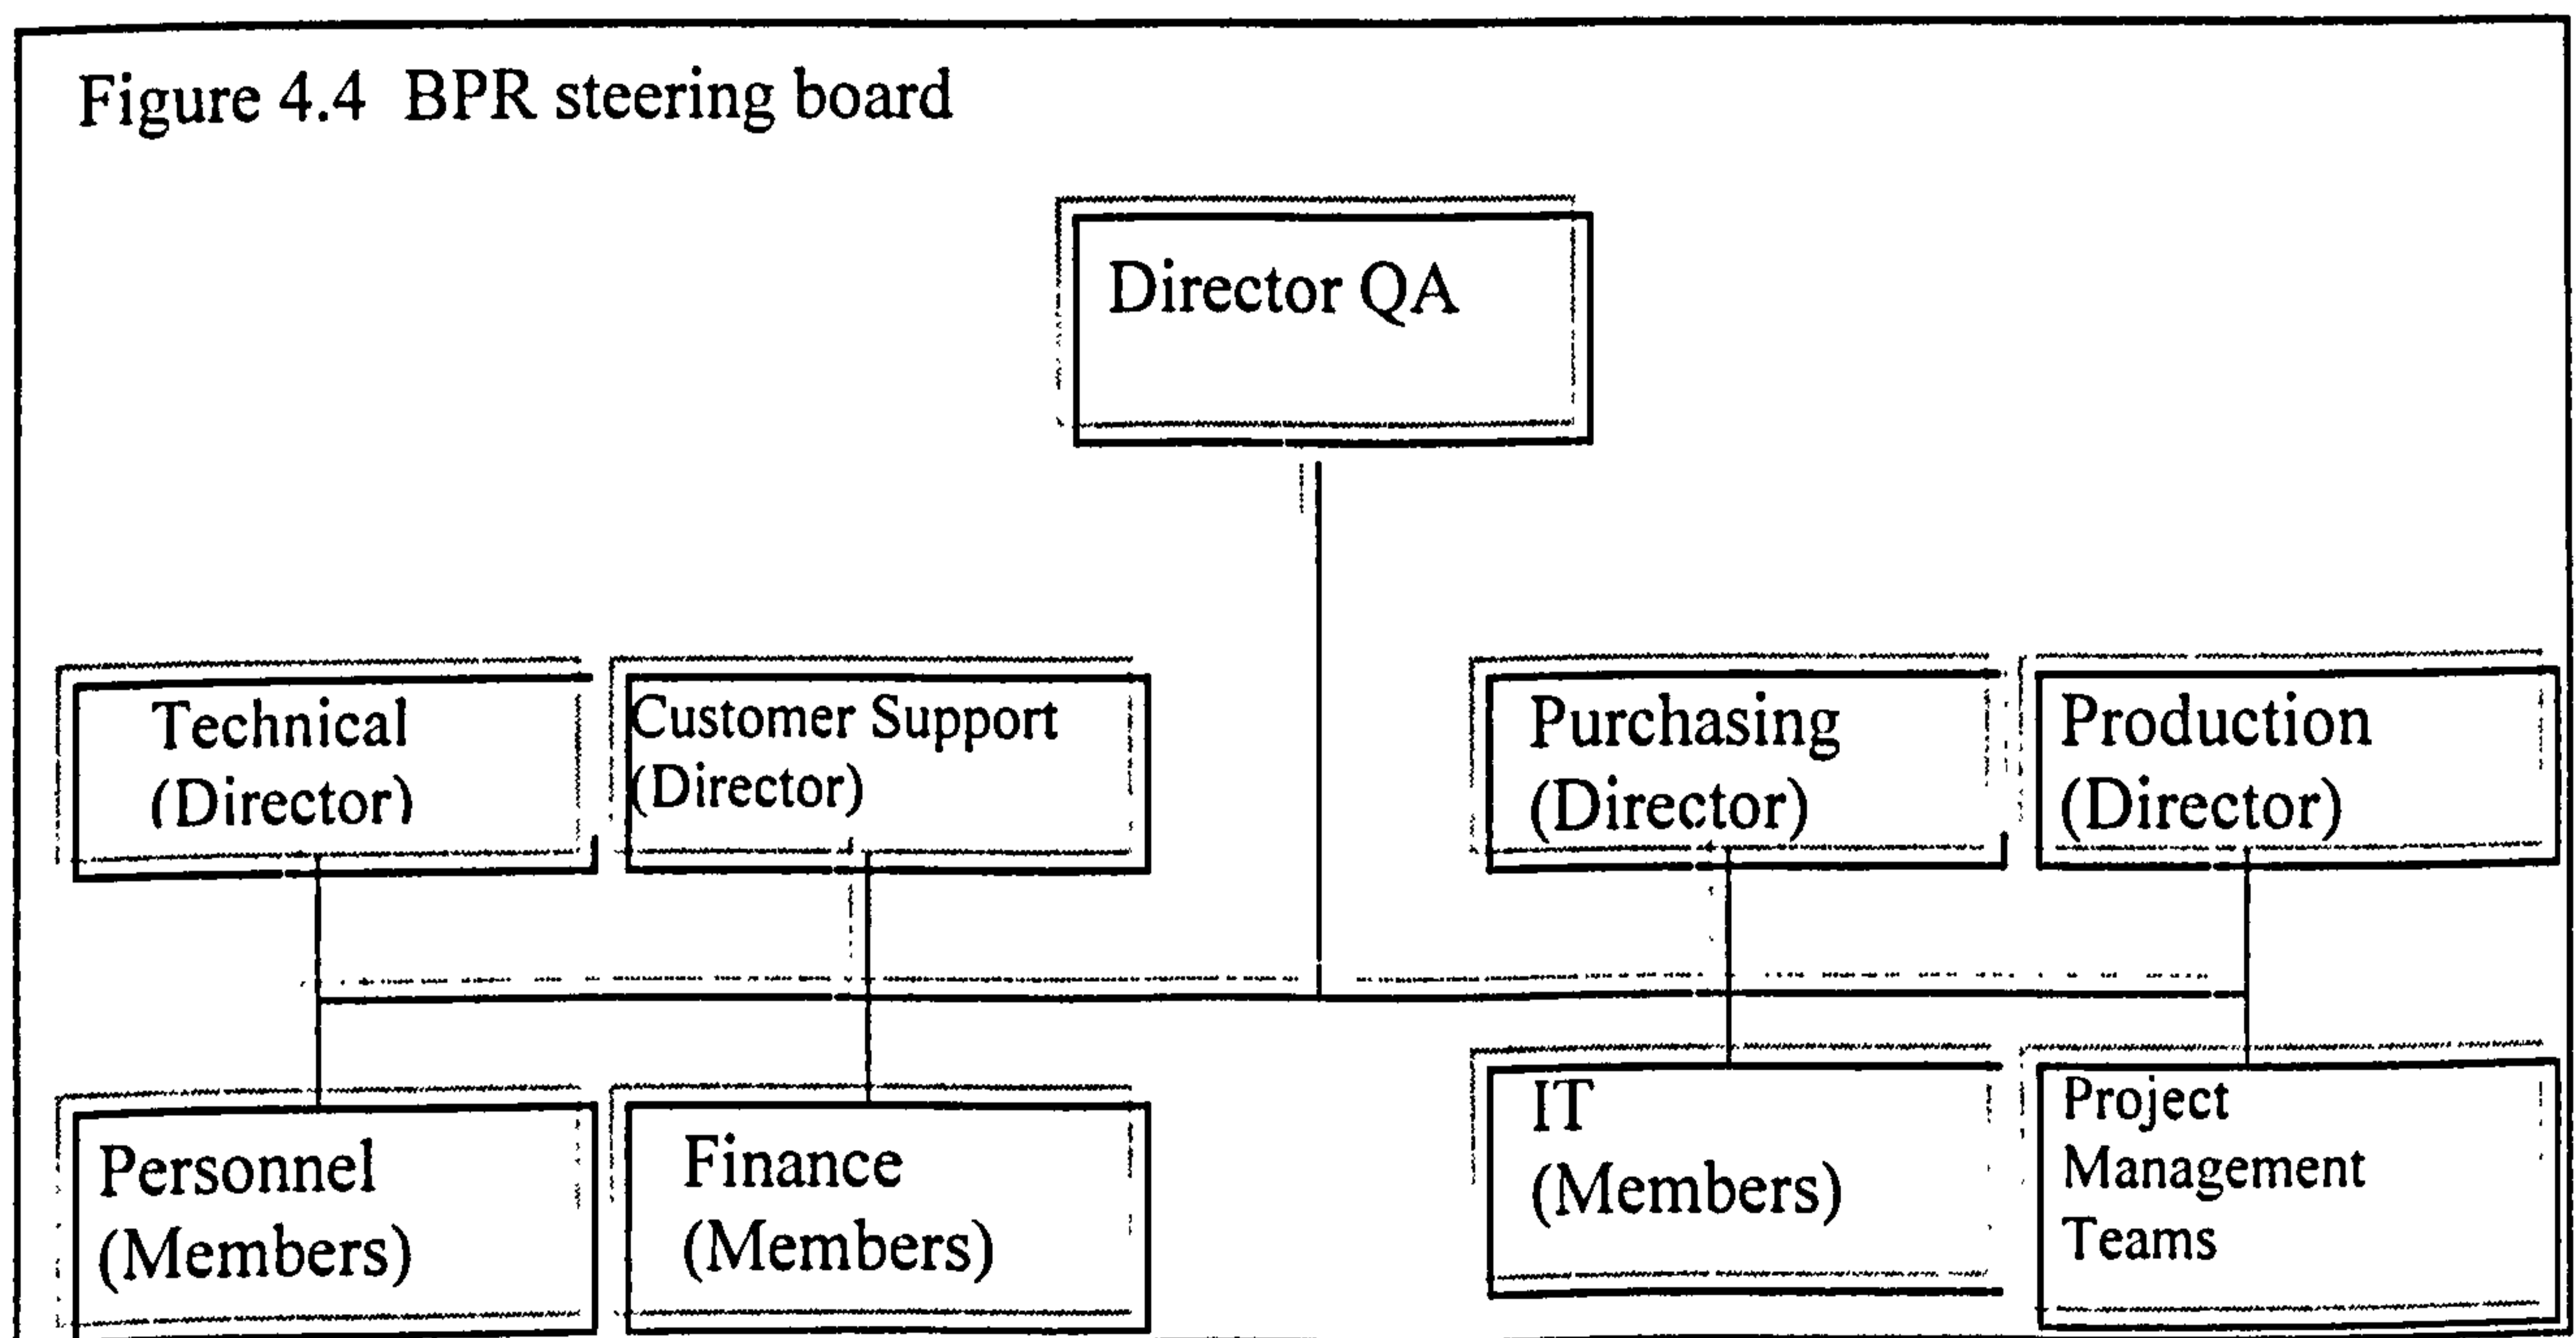 Figure 4.4 BPR steering board
Director QA
Technical
(Director)
Customer Support
(Director)
Purchasing
(Director)
Production
(Director)
Personnel
(Members)
Finance
(Members)
IT
(Members)
Project
Management
Teams